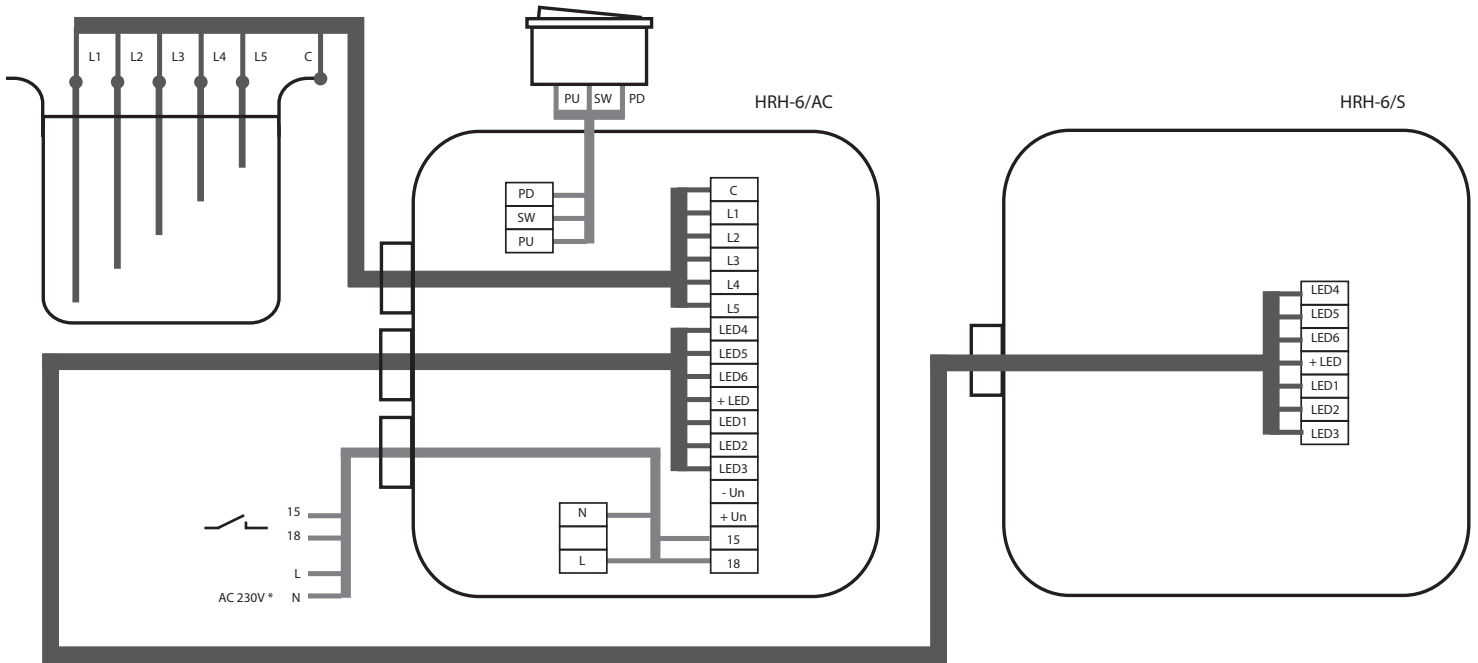 L1 L2 L3 L4 L5 C
PU SW PD
HRH-6/AC
HRH-6/S
PD
SW
PU
C
L1
L2
L3
L4
L5
LED4
LED5
LED6
+ LED
LED1
LED2
LED3
- Un
+ Un
15
18
N
L
15
18
L
AC 230V * N
LED4
LED5
LED6
+ LED
LED1
LED2
LED3